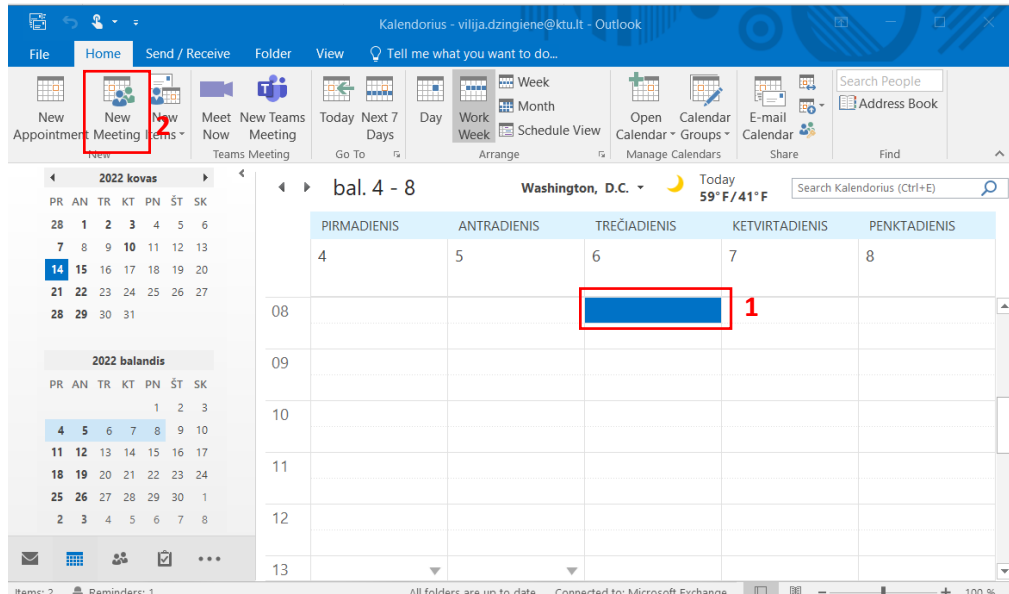 Kalendorius - vilija.dzingiene@ktu.lt - Outlook
File Home Send / Receive Folder View Tell me what you want to do...
New Appointment
New Meeting
New Items
2
Meet Now
New Teams Meeting
Today
Next 7 Days
Day
Work Week
Week
Month
Schedule View
Open Calendar
Calendar Groups
E-mail Calendar
Search People
Address Book
New Teams Meeting Go To Arrange Manage Calendars Share Find
2022 kovas
PR AN TR KT PN ŠT SK
28 1 2 3 4 5 6
7 8 9 10 11 12 13
14 15 16 17 18 19 20
21 22 23 24 25 26 27
28 29 30 31
2022 balandis
PR AN TR KT PN ŠT SK
1 2 3
4 5 6 7 8 9 10
11 12 13 14 15 16 17
18 19 20 21 22 23 24
25 26 27 28 29 30 1
2 3 4 5 6 7 8
bal. 4 - 8
Washington, D.C.
Today
59°F/41°F
Search Kalendorius (Ctrl+E)
PIRMADIENIS ANTRADIENIS TREČIADIENIS KETVIRTADIENIS PENKTADIENIS
4 5 6 7 8
08
1
09
10
11
12
13
Items: 2 Reminders: 1 All folders are up to date. Connected to: Microsoft Exchange 100 %